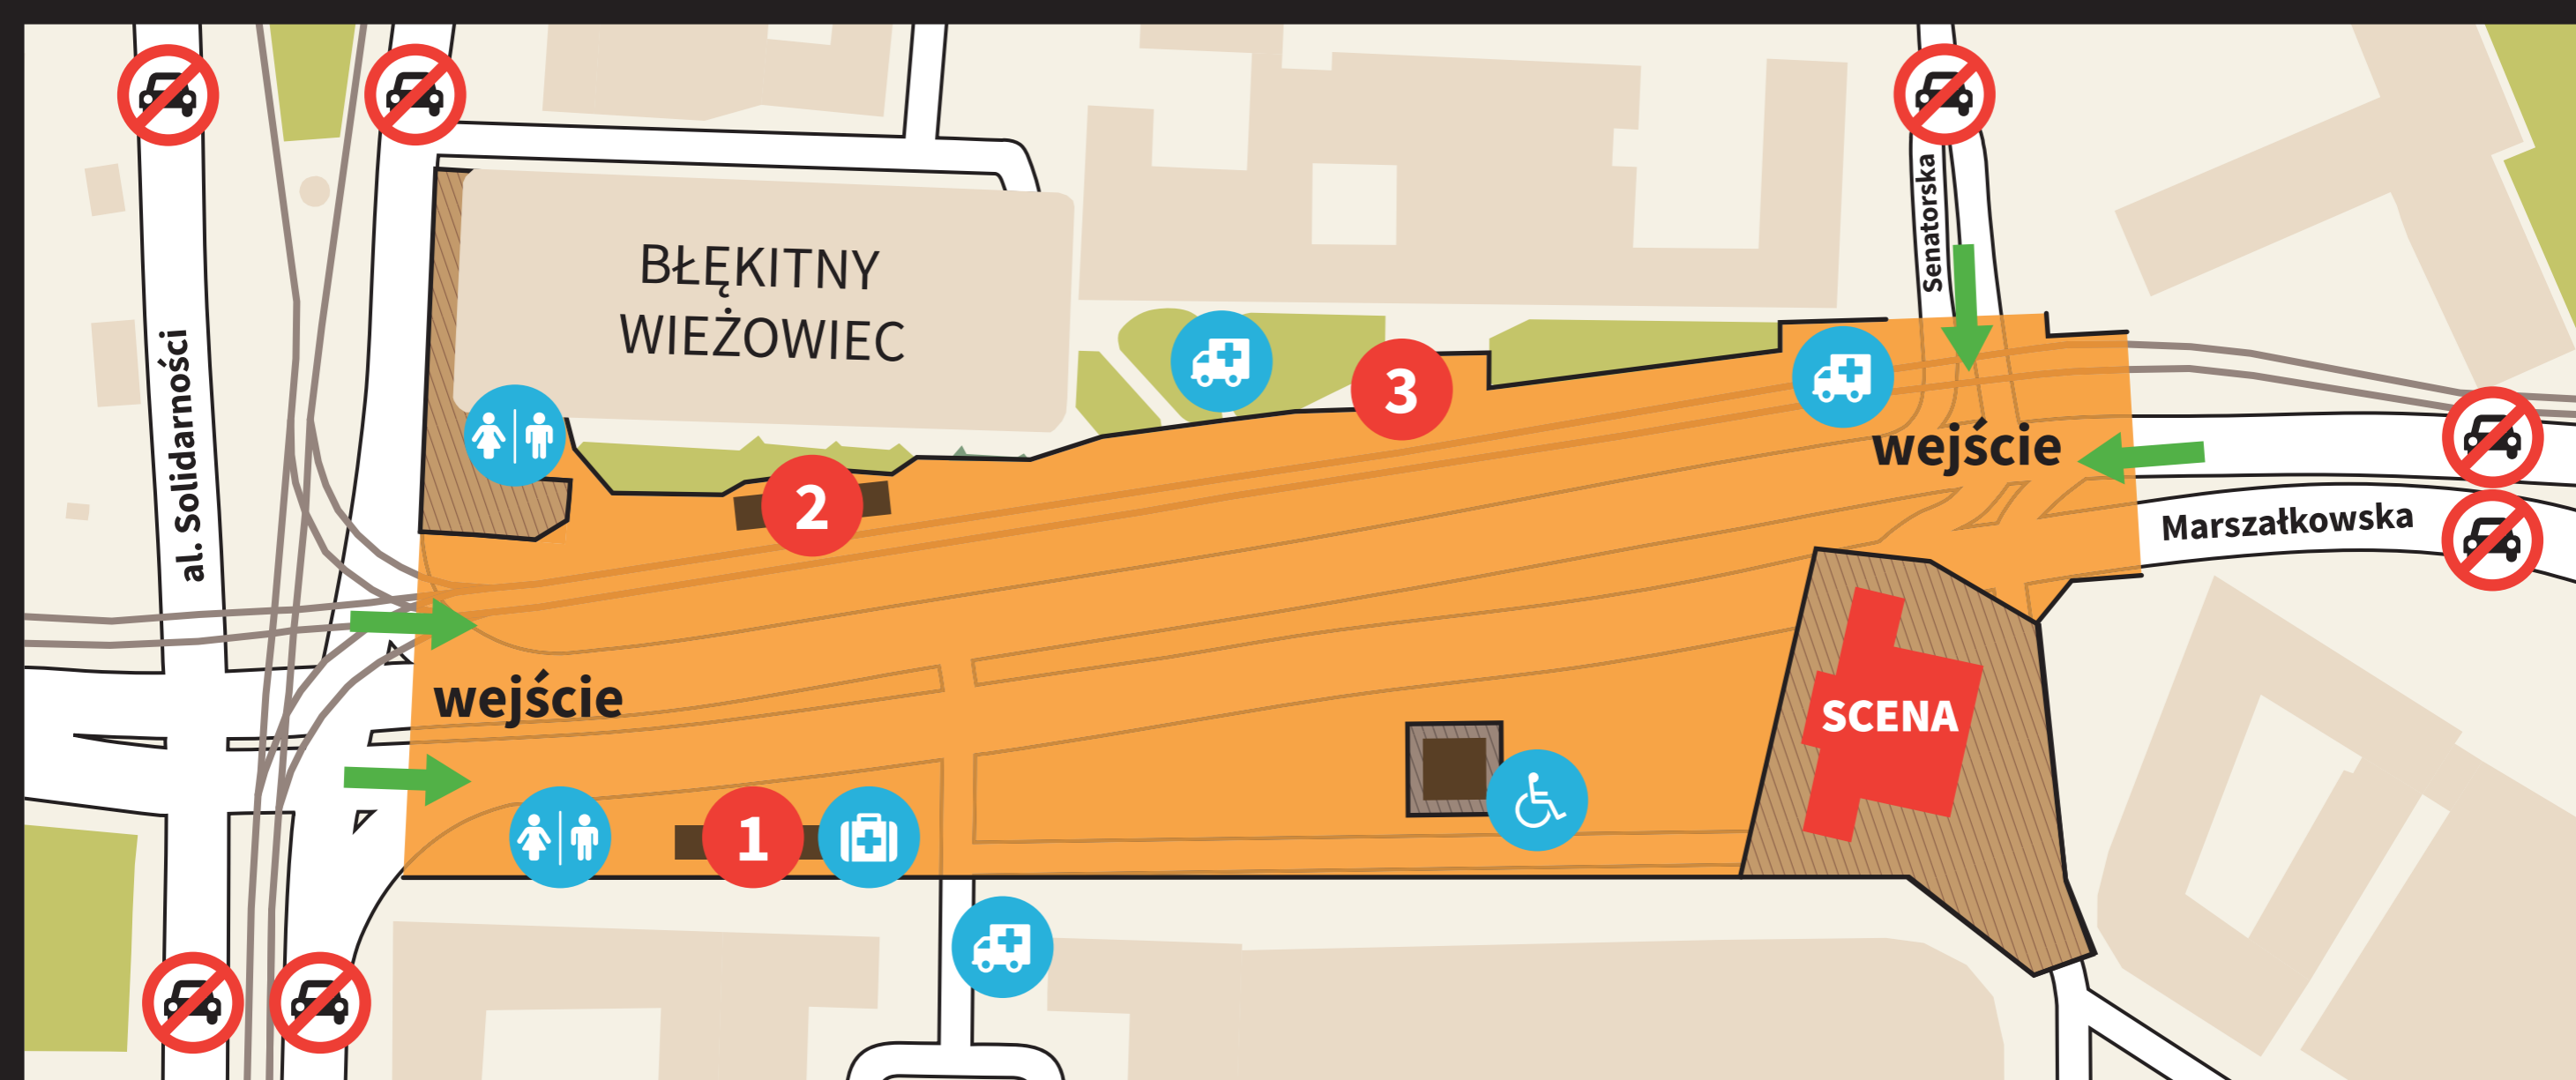 Senatorska
BŁĘKITNY
WIEŻOWIEC
al. Solidarności
3
wejście
2
Marszałkowska
wejście
SCENA
1